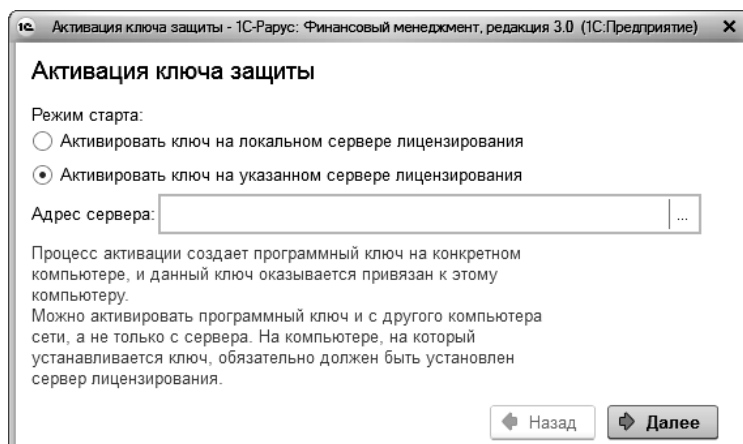 1С Активация ключа защиты - 1С-Рарус: Финансовый менеджмент, редакция 3.0 (1С:Предприятие)
Активация ключа защиты
Режим старта:
Активировать ключ на локальном сервере лицензирования
Активировать ключ на указанном сервере лицензирования
Адрес сервера: ...
Процесс активации создает программный ключ на конкретном
компьютере, и данный ключ оказывается привязан к этому
компьютеру.
Можно активировать программный ключ и с другого компьютера
сети, а не только с сервера. На компьютере, на который
устанавливается ключ, обязательно должен быть установлен
сервер лицензирования.
Назад Далее